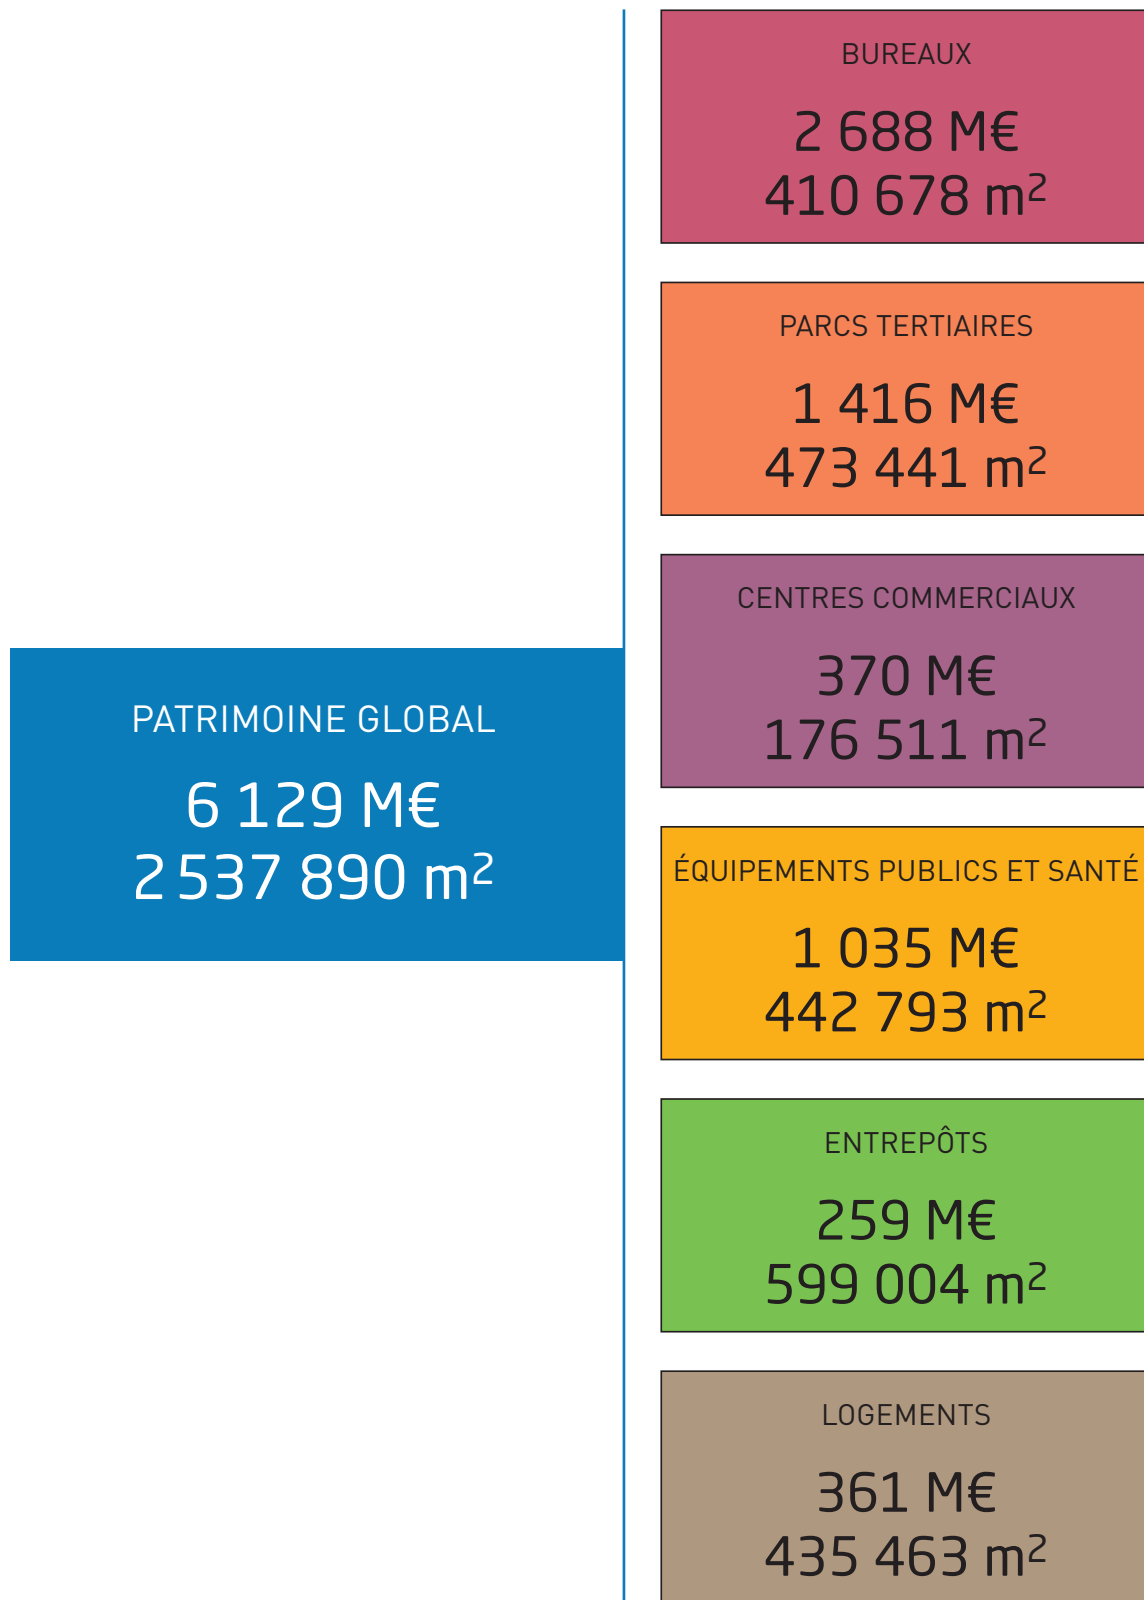 PATRIMOINE GLOBAL
6 129 M€
2 537 890 m²
BUREAUX
2 688 M€
410 678 m²
PARCS TERTIAIRES
1 416 M€
473 441 m²
CENTRES COMMERCIAUX
370 M€
176 511 m²
ÉQUIPEMENTS PUBLICS ET SANTÉ
1 035 M€
442 793 m²
ENTREPÔTS
259 M€
599 004 m²
LOGEMENTS
361 M€
435 463 m²